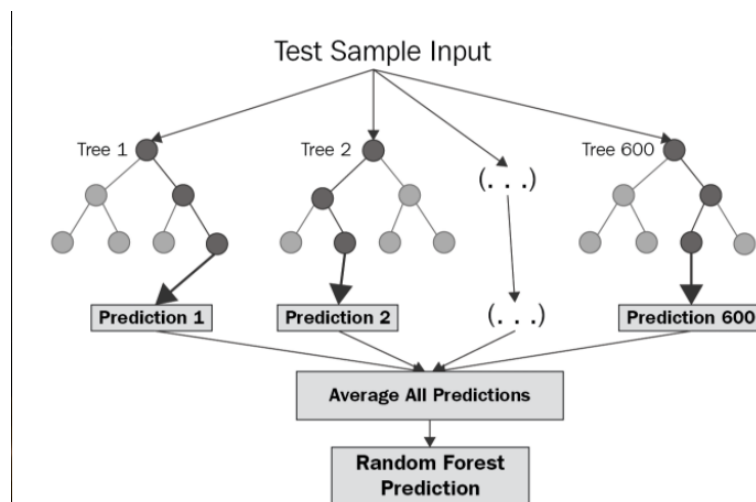 Test Sample Input
Tree 1
Tree 2
(. . .)
Tree 600
Prediction 1
Prediction 2
(. . .)
Prediction 600
Average All Predictions
Random Forest
Prediction